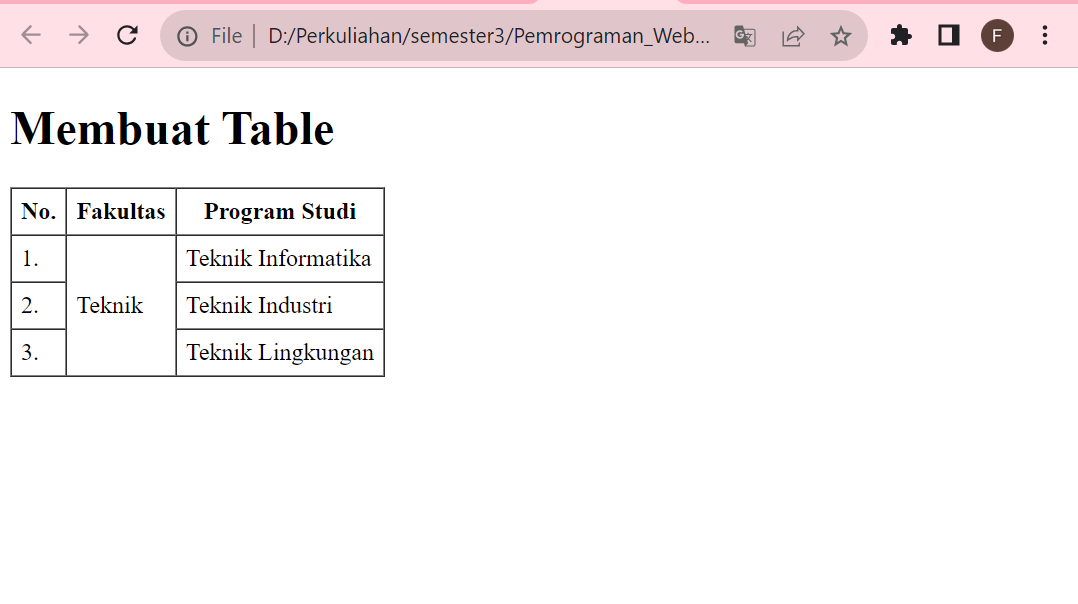 File D:/Perkuliahan/semester3/Pemrograman_Web...
F
Membuat Table
No. Fakultas Program Studi
1. Teknik Informatika
2. Teknik Teknik Industri
3. Teknik Lingkungan